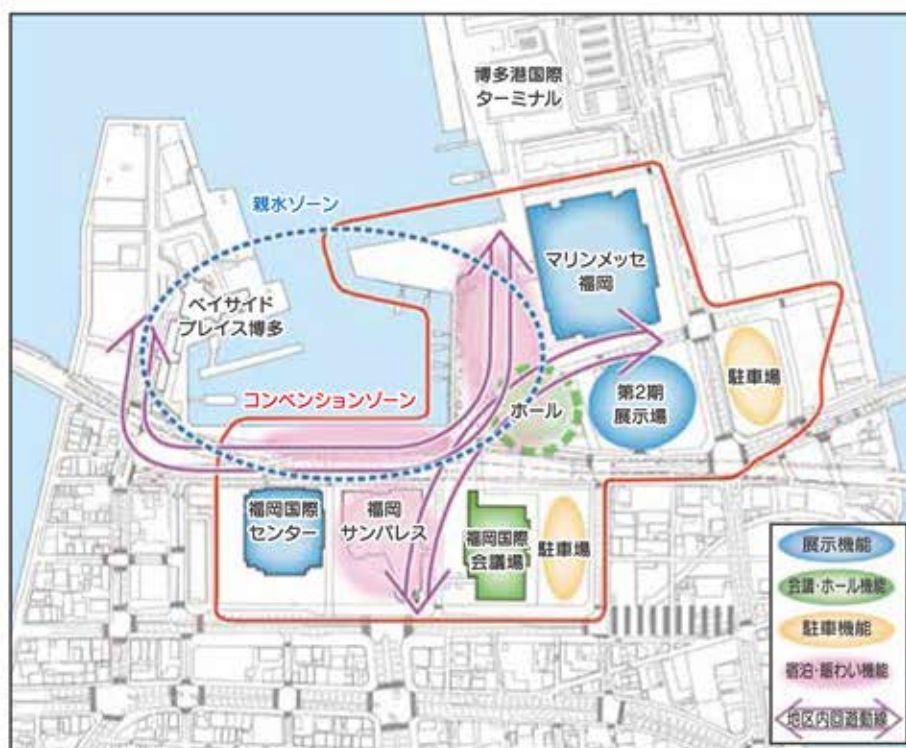 博多港国際
ターミナル
親水ゾーン
マリンメッセ
福岡
ベイサイド
プレイス博多
コンベンションゾーン
ホール
第2期
展示場
駐車場
福岡国際
センター
福岡
サンパレス
福岡国際
会議場
駐車場
展示機能
会議・ホール機能
駐車機能
宿泊・賑わい機能
地区内回遊動線